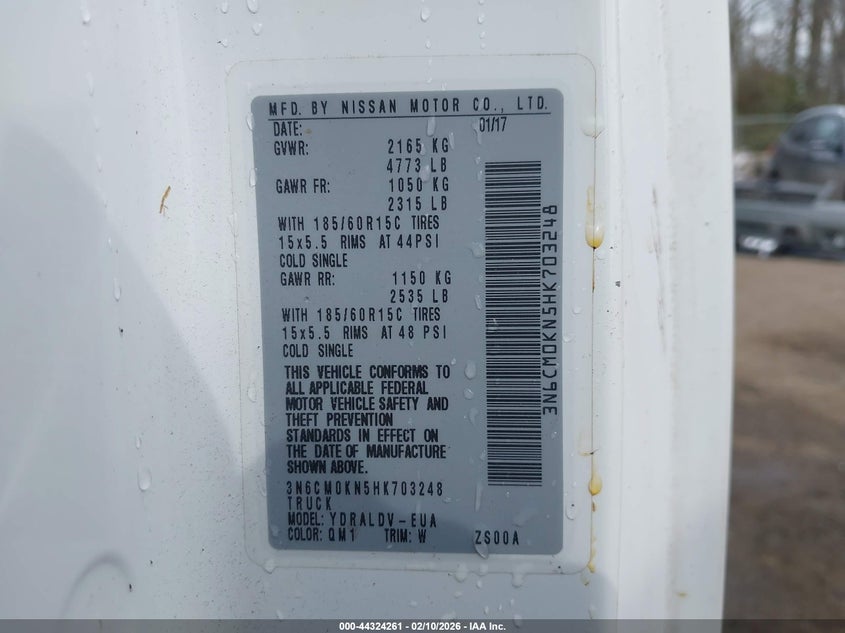 MFD. BY NISSAN MOTOR CO., LTD.
DATE: 01/17
GVWR: 2165 KG
4773 LB
GAWR FR: 1050 KG
2315 LB
WITH 185/60R15C TIRES
15x5.5 RIMS AT 44PSI
COLD SINGLE
GAWR RR: 1150 KG
2535 LB
WITH 185/60R15C TIRES
15x5.5 RIMS AT 48 PSI
COLD SINGLE
THIS VEHICLE CONFORMS TO
ALL APPLICABLE FEDERAL
MOTOR VEHICLE SAFETY AND
THEFT PREVENTION
STANDARDS IN EFFECT ON
THE DATE OF MANUFACTURE
SHOWN ABOVE.
3N6CM0KN5HK703248
TRUCK
MODEL: YDRALDV-EUA
COLOR: QM1 TRIM: W ZS00A
3N6CM0KN5HK703248
000-44324261 - 02/10/2026 - IAA Inc.